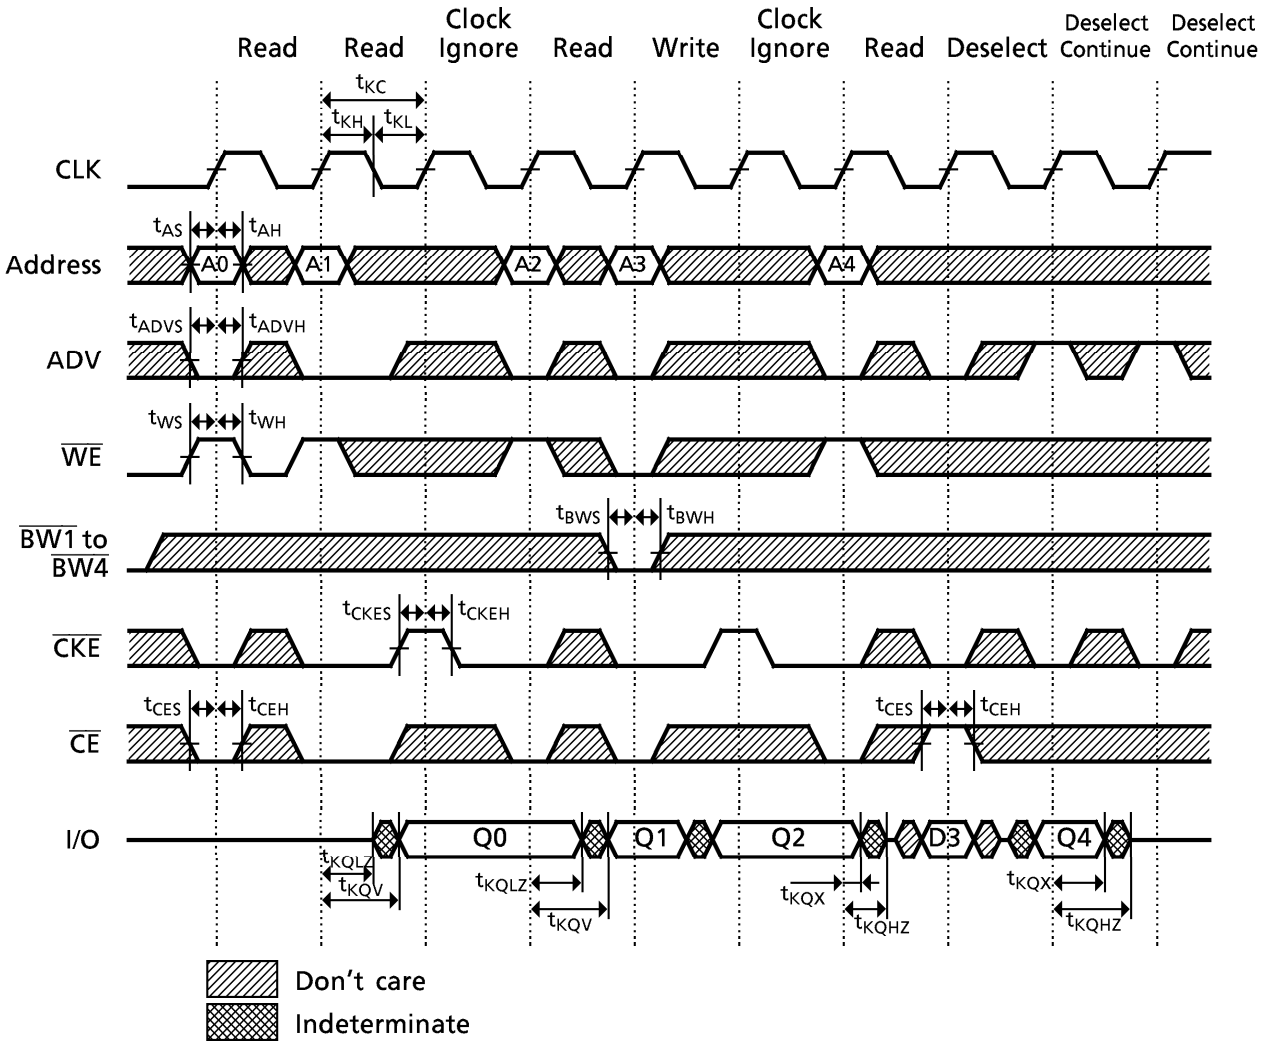 Clock Clock Deselect Deselect
Read Read Ignore Read Write Ignore Read Deselect Continue Continue
tKC
tKH tKL
CLK
tAS tAH
Address A0 A1 A2 A3 A4
tADVS tADVH
ADV
tWS tWH
WE
tBWS tBWH
BW1 to
BW4
tCKES tCKEH
CKE
tCES tCEH tCES tCEH
CE
I/O Q0 Q1 Q2 D3 Q4
tKQLZ tKQLZ tKQX tKQX
tKQV tKQV tKQHZ tKQHZ
Don't care
Indeterminate